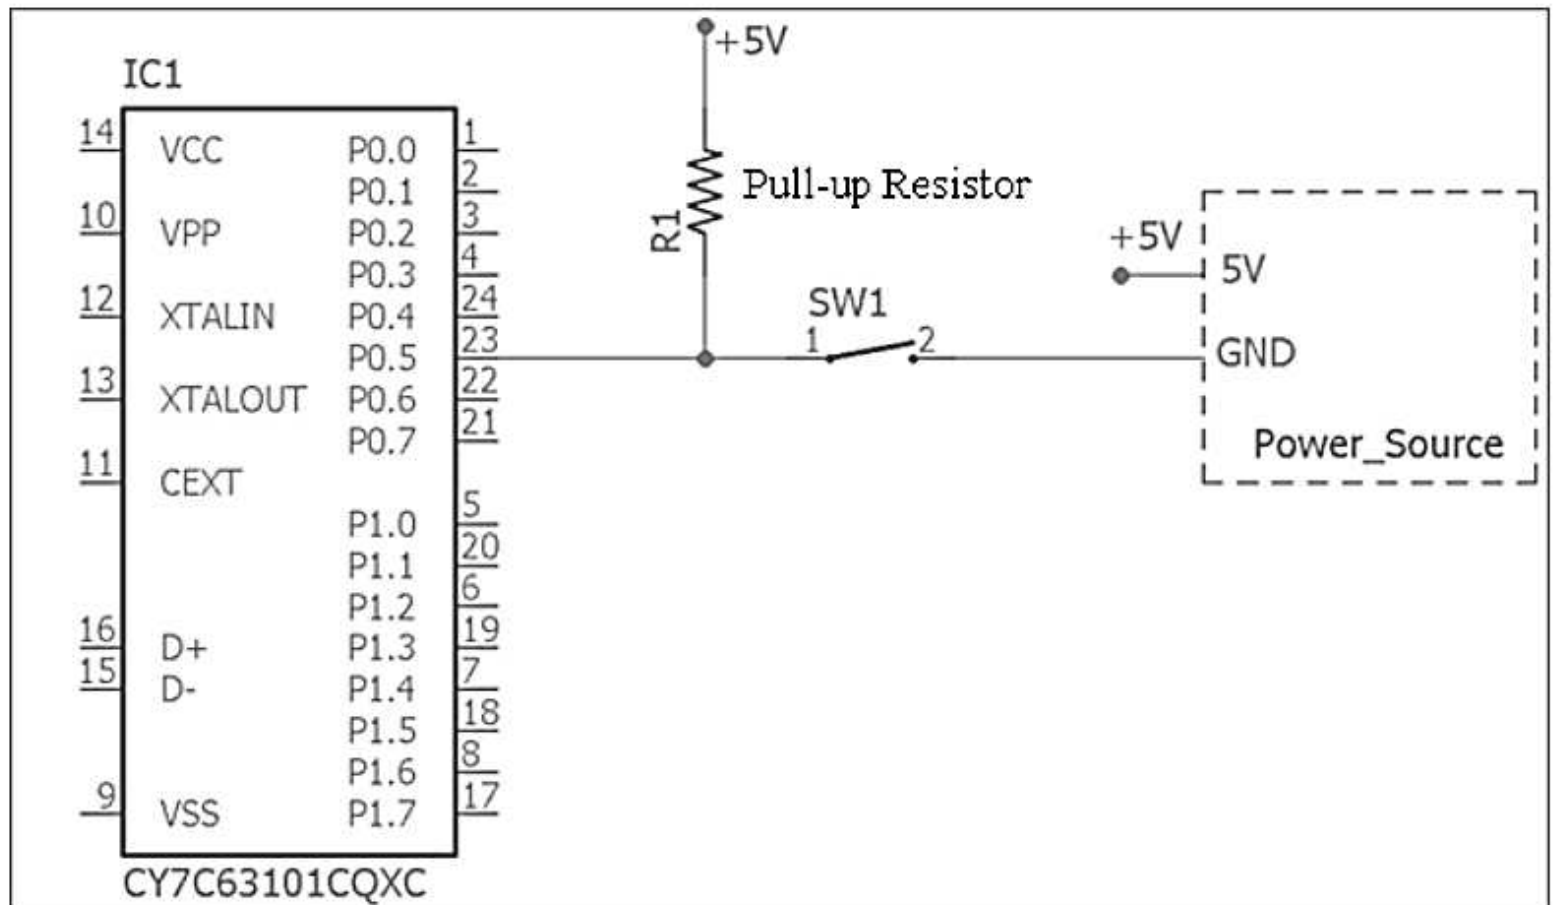 +5V
IC1
14 VCC P0.0 1
P0.1 2
10 VPP P0.2 3
P0.3 4
12 XTALIN P0.4 24
P0.5 23
13 XTALOUT P0.6 22
P0.7 21
11 CEXT
P1.0 5
P1.1 20
P1.2 6
16 D+ P1.3 19
15 D- P1.4 7
P1.5 18
P1.6 8
9 VSS P1.7 17
CY7C63101CQXC
Pull-up Resistor
R1
SW1
1 2
+5V
5V
GND
Power_Source